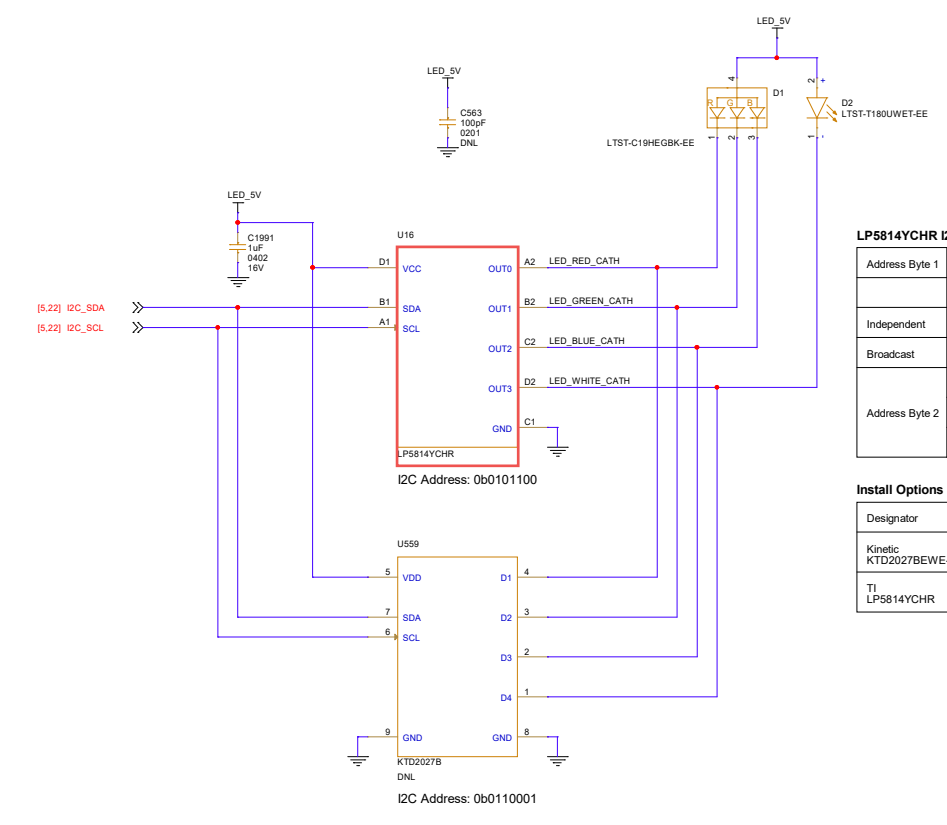 LED_5V
LED_5V
C563
100pF
0201
DNL
4
D1
R G B
1
2
3
LTST-C19HEGBK-EE
2
+
D2
LTST-T180UWET-EE
1
-
LED_5V
C1991
1uF
0402
16V
[5,22] I2C_SDA
[5,22] I2C_SCL
U16
D1 VCC
B1 SDA
A1 SCL
OUT0 A2 LED_RED_CATH
OUT1 B2 LED_GREEN_CATH
OUT2 C2 LED_BLUE_CATH
OUT3 D2 LED_WHITE_CATH
GND C1
LP5814YCHR
I2C Address: 0b0101100
U559
5 VDD
7 SDA
6 SCL
9 GND
D1 4
D2 3
D3 2
D4 1
GND 8
KTD2027B
DNL
I2C Address: 0b0110001
LP5814YCHR I2
Address Byte 1
Independent
Broadcast
Address Byte 2
Install Options
Designator
Kinetic
KTD2027BEWE-
TI
LP5814YCHR